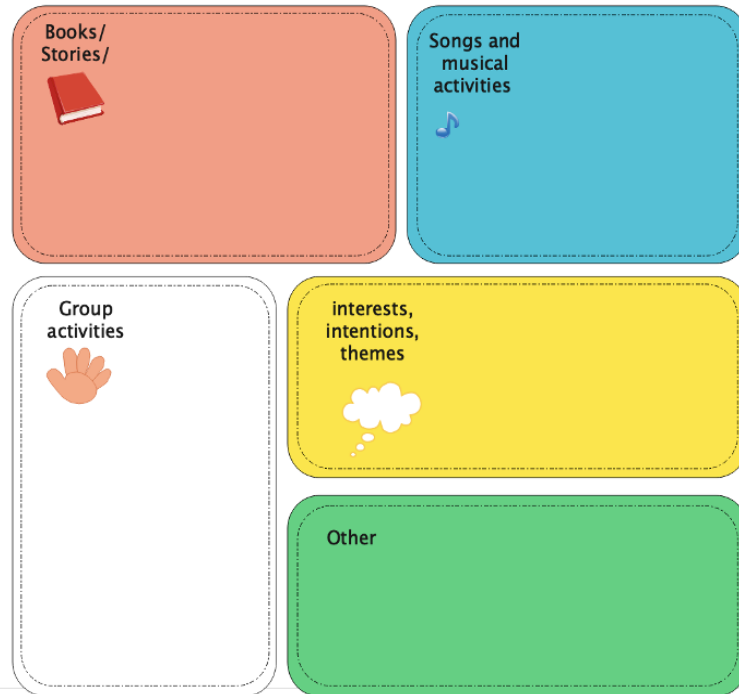 Books/
Stories/
Songs and
musical
activities
Group
activities
interests,
intentions,
themes
Other